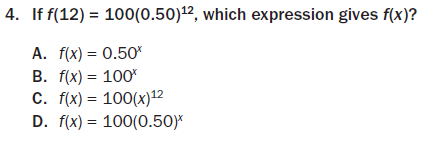 4. If f(12) = 100(0.50)¹², which expression gives f(x)?
A. f(x) = 0.50ˣ
B. f(x) = 100ˣ
C. f(x) = 100(x)¹²
D. f(x) = 100(0.50)ˣ